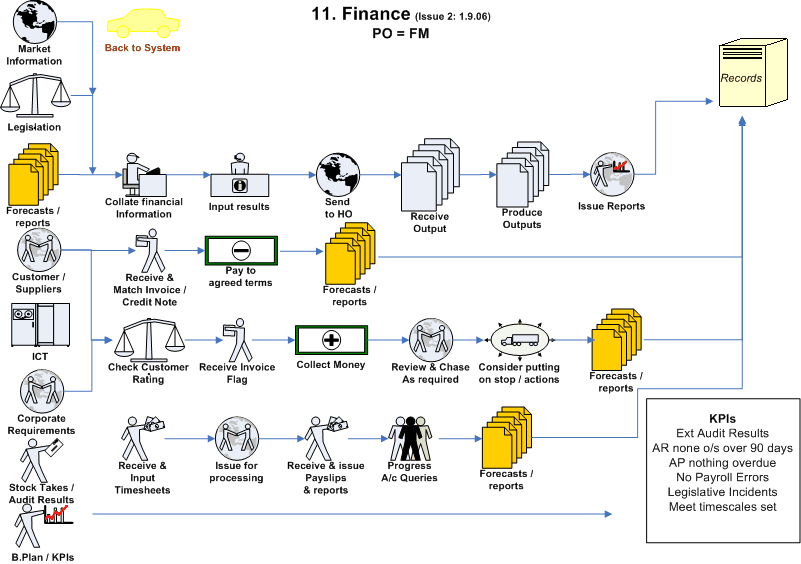 11. Finance (Issue 2: 1.9.06)
PO = FM
Back to System
Market
Information
Legislation
Records
Forecasts /
reports
Collate financial
Information
Input results
Send
to HO
Receive
Output
Produce
Outputs
Issue Reports
Customer /
Suppliers
Receive &
Match Invoice /
Credit Note
Pay to
agreed terms
Forecasts /
reports
ICT
Check Customer
Rating
Receive Invoice
Flag
Collect Money
Review & Chase
As required
Consider putting
on stop / actions
Forecasts /
reports
Corporate
Requirements
Stock Takes /
Audit Results
Receive &
Input
Timesheets
Issue for
processing
Receive & issue
Payslips
& reports
Progress
A/c Queries
Forecasts /
reports
B.Plan / KPIs
KPIs
Ext Audit Results
AR none o/s over 90 days
AP nothing overdue
No Payroll Errors
Legislative Incidents
Meet timescales set